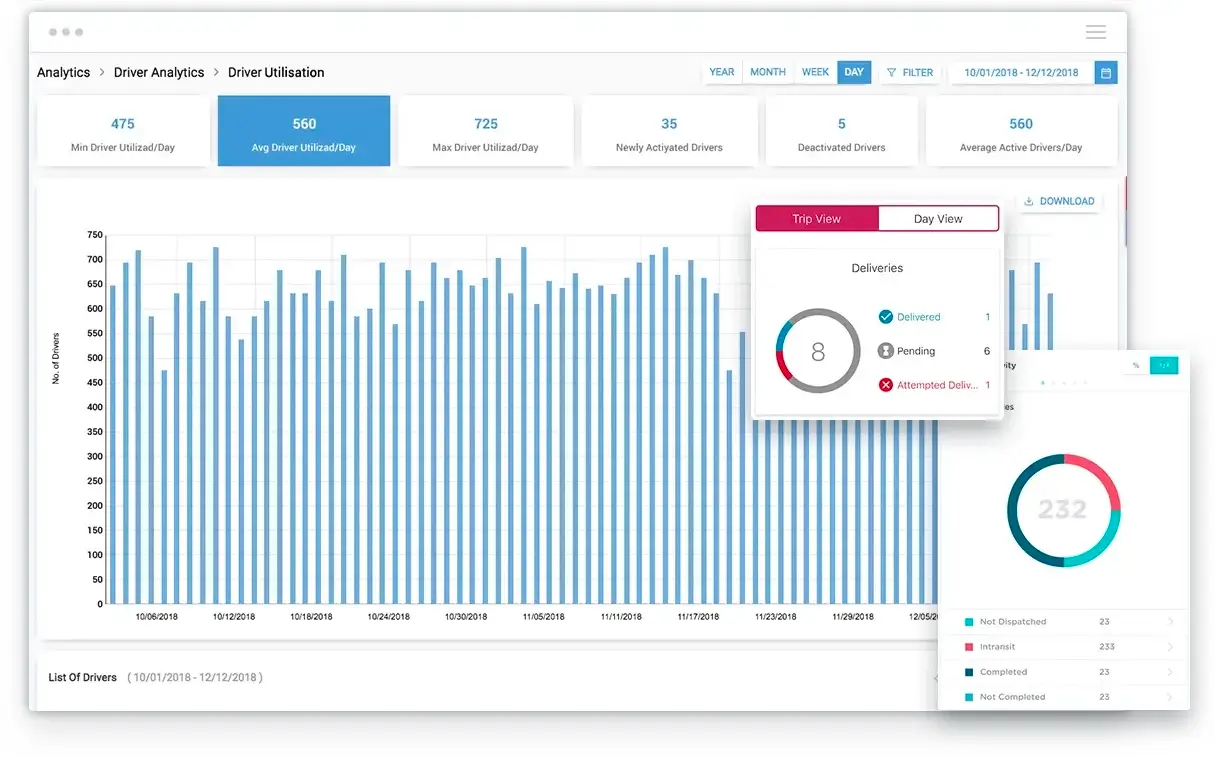 Analytics > Driver Analytics > Driver Utilisation
YEAR MONTH WEEK DAY FILTER 10/01/2018 - 12/12/2018
475
Min Driver Utilizad/Day
560
Avg Driver Utilizad/Day
725
Max Driver Utilizad/Day
35
Newly Actiyated Drivers
5
Deactivated Drivers
560
Average Active Drivers/Day
DOWNLOAD
No. of Drivers
750
700
650
600
550
500
450
400
350
300
250
200
150
100
50
0
10/06/2018 10/12/2018 10/18/2018 10/24/2018 10/30/2018 11/05/2018 11/11/2018 11/17/2018 11/23/2018 11/29/2018 12/05/20
Trip View Day View
Deliveries
8
Delivered 1
Pending 6
Attempted Deliv... 1
vity %
es
232
Not Dispatched 23
Intransit 233
Completed 23
Not Completed 23
List Of Drivers ( 10/01/2018 - 12/12/2018 )